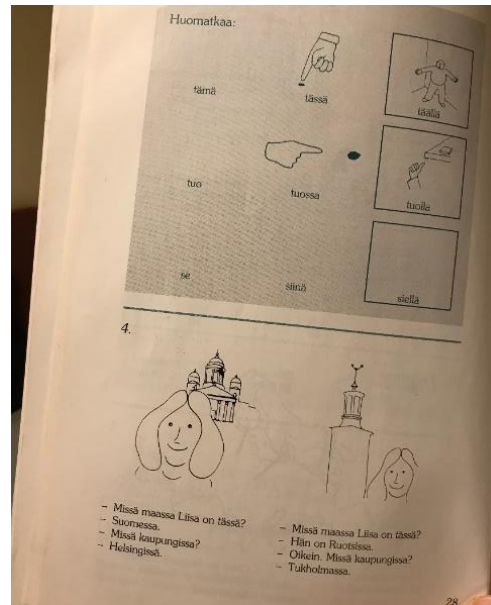 Huomatkaa:
tämä
tässä
täällä
tuo
tuossa
tuolla
se
siinä
siellä
4.
– Missä maassa Liisa on tässä?
– Suomessa.
– Missä kaupungissa?
– Helsingissä.
– Missä maassa Liisa on tässä?
– Hän on Ruotsissa.
– Oikein. Missä kaupungissa?
– Tukholmassa.
28